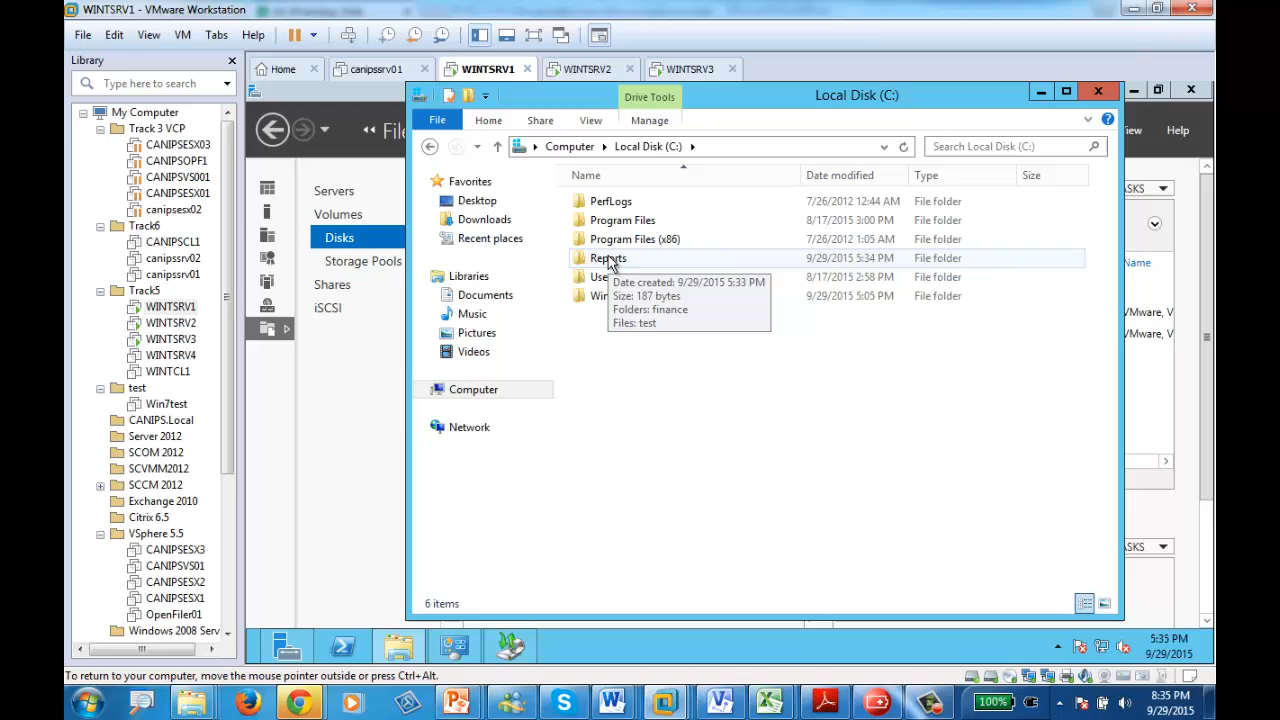 WINTSRV1 - VMware Workstation
File Edit View VM Tabs Help
Library
Type here to search
My Computer
Track 3 VCP
CANIPSESX03
CANIPSOPF1
CANIPSVS001
CANIPSESX01
canipsesx02
Track6
CANIPSCL1
canipssrv02
canipssrv01
Track5
WINTSRV1
WINTSRV2
WINTSRV3
WINTSRV4
WINTCL1
test
Win7test
CANIPS.Local
Server 2012
SCOM 2012
SCVMM2012
SCCM 2012
Exchange 2010
Citrix 6.5
VSphere 5.5
CANIPSESX3
CANIPSVS01
CANIPSESX2
CANIPSESX1
OpenFiler01
Windows 2008 Serv
Home canipssrv01 WINTSRV1 WINTSRV2 WINTSRV3
File
Servers
Volumes
Disks
Storage Pools
Shares
iSCSI
Drive Tools Local Disk (C:)
File Home Share View Manage
Computer Local Disk (C:) Search Local Disk (C:)
Favorites
Desktop
Downloads
Recent places
Libraries
Documents
Music
Pictures
Videos
Computer
Network
Name Date modified Type Size
PerfLogs 7/26/2012 12:44 AM File folder
Program Files 8/17/2015 3:00 PM File folder
Program Files (x86) 7/26/2012 1:05 AM File folder
Reports 9/29/2015 5:34 PM File folder
Use 8/17/2015 2:58 PM File folder
Win 9/29/2015 5:05 PM File folder
Date created: 9/29/2015 5:33 PM
Size: 187 bytes
Folders: finance
Files: test
6 items
iew Help
ASKS
Name
VMware, V
VMware, V
ASKS
5:35 PM
9/29/2015
To return to your computer, move the mouse pointer outside or press Ctrl+Alt.
100%
8:35 PM
9/29/2015